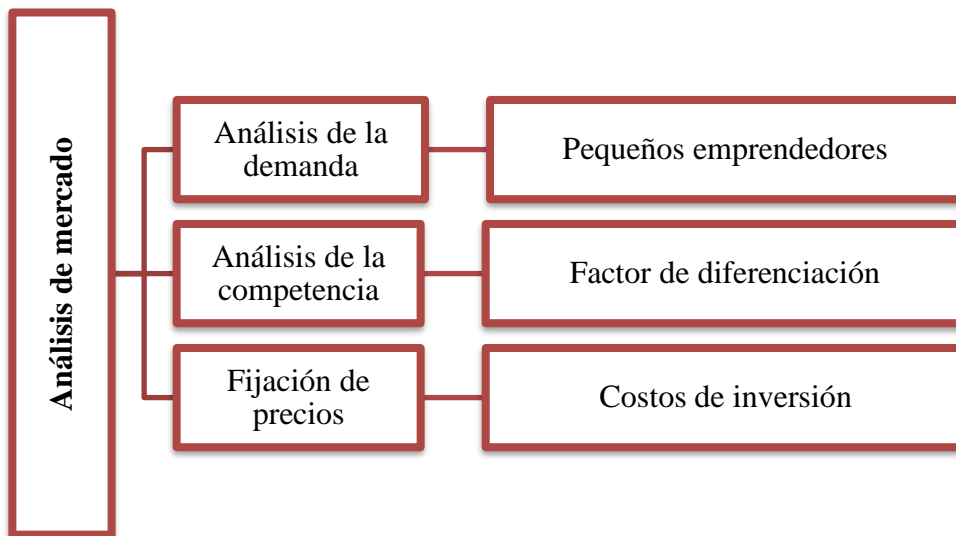 Análisis de mercado
Análisis de la
demanda
Pequeños emprendedores
Análisis de la
competencia
Factor de diferenciación
Fijación de
precios
Costos de inversión